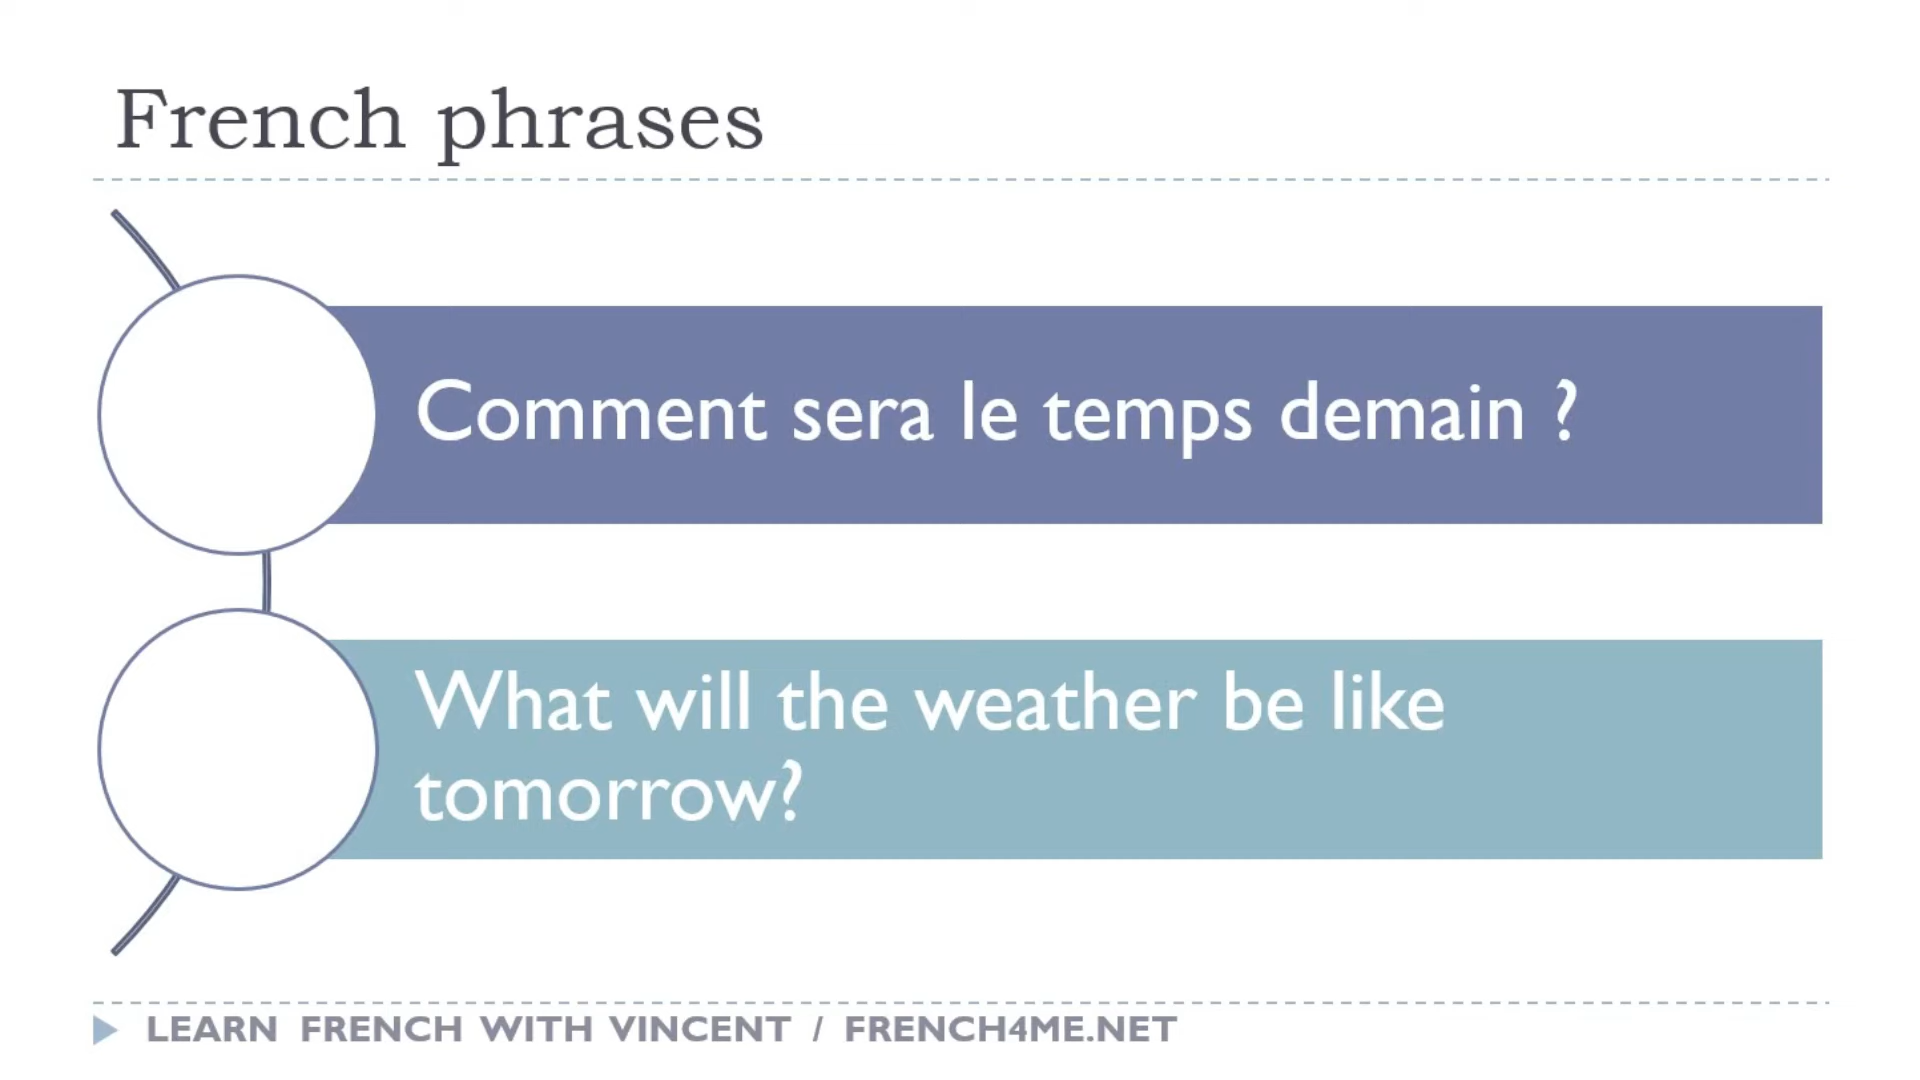 French phrases
Comment sera le temps demain ?
What will the weather be like
tomorrow?
LEARN FRENCH WITH VINCENT / FRENCH4ME.NET